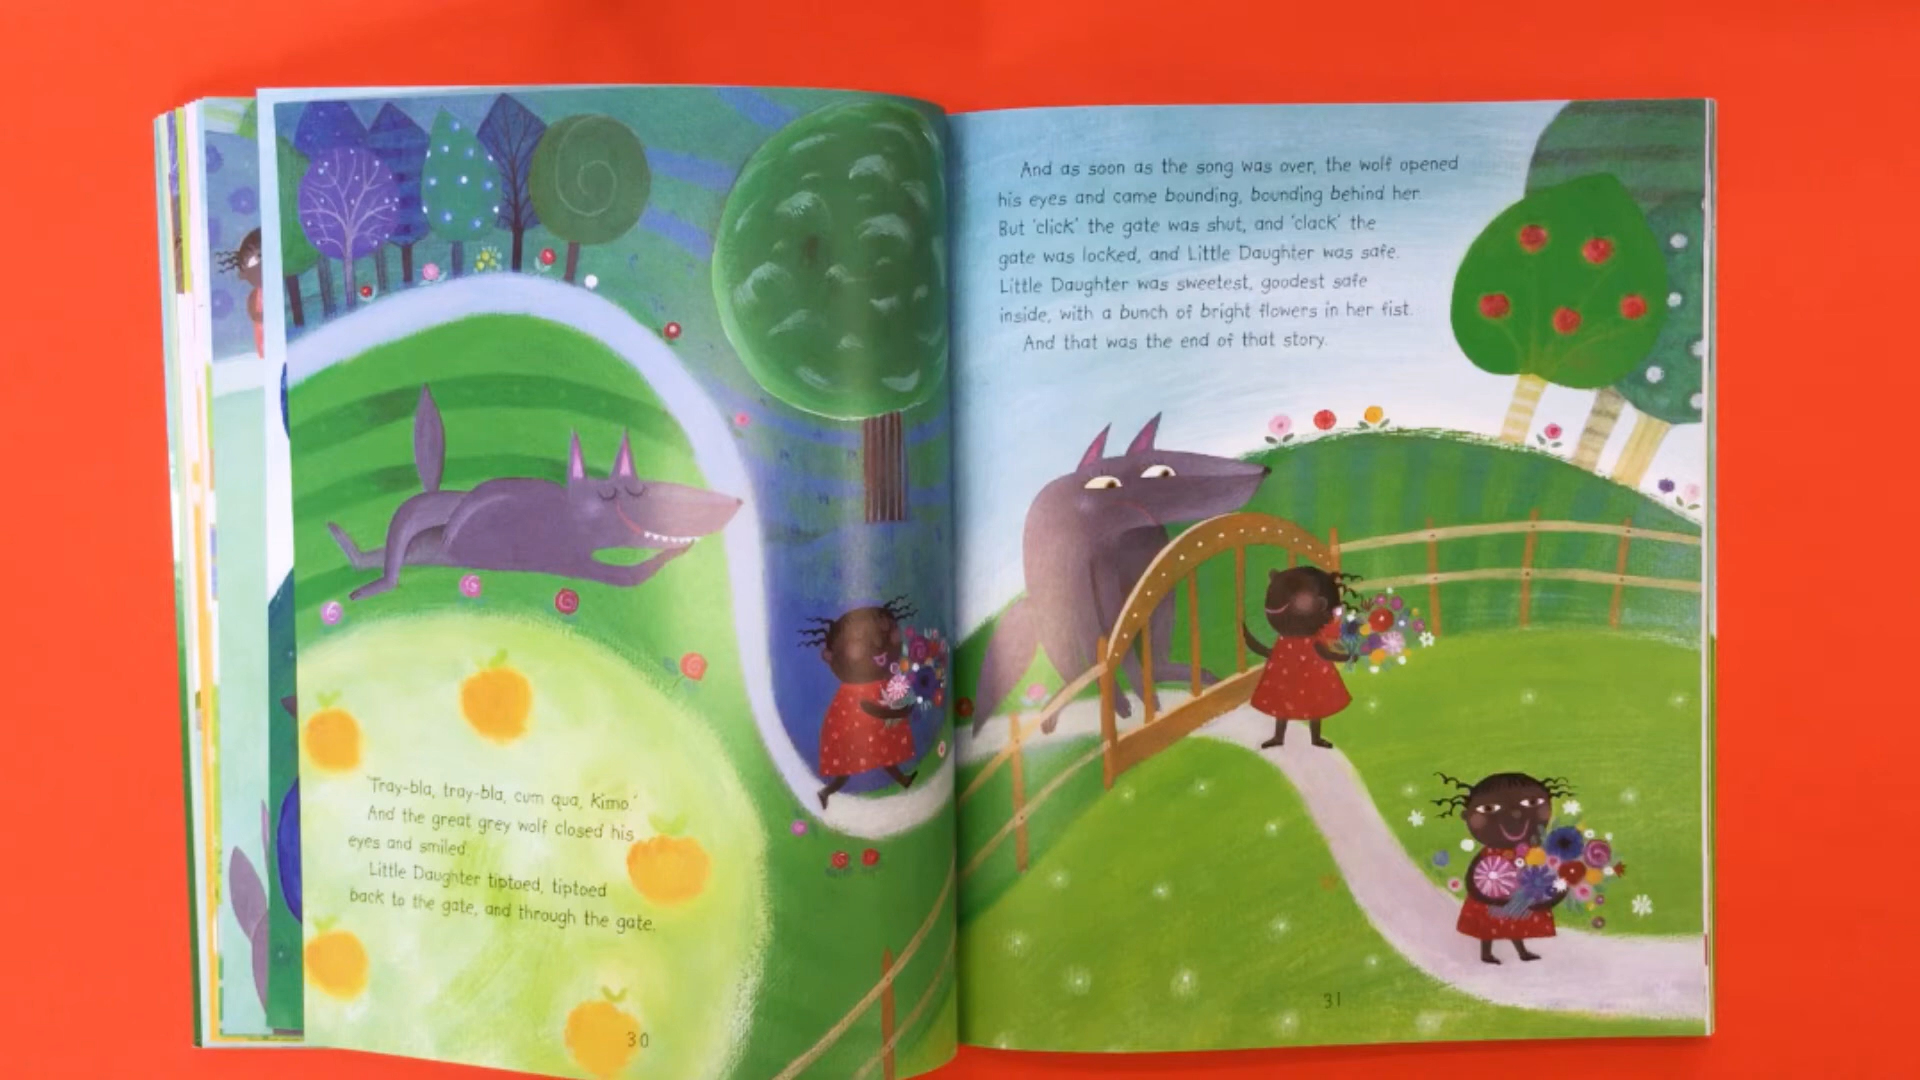 'Tray-bla, tray-bla, cum qua, Kimo.'
And the great grey wolf closed his
eyes and smiled.
Little Daughter tiptoed, tiptoed
back to the gate, and through the gate.
30
And as soon as the song was over, the wolf opened
his eyes and came bounding, bounding behind her.
But 'click' the gate was shut, and 'clack' the
gate was locked, and Little Daughter was safe.
Little Daughter was sweetest, goodest safe
inside, with a bunch of bright flowers in her fist.
And that was the end of that story.
31